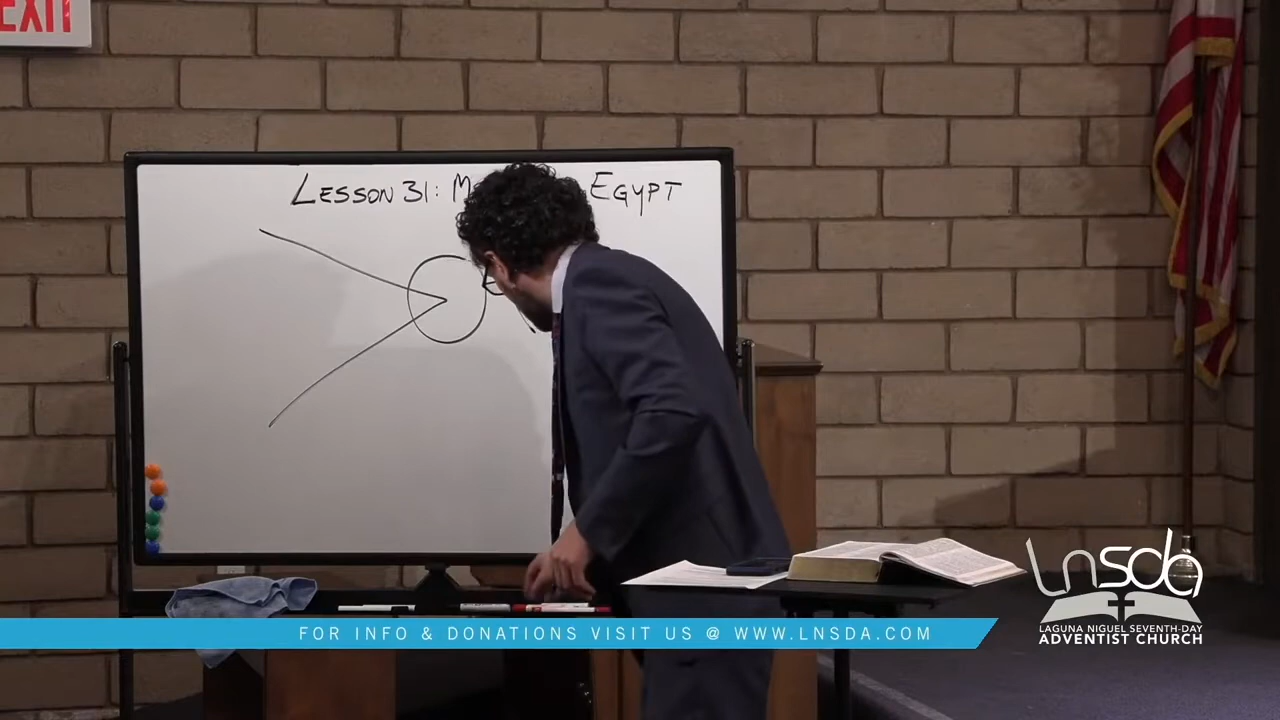 EXIT
LESSON 31: M EGYPT
FOR INFO & DONATIONS VISIT US @ WWW.LNSDA.COM
LNSDA
LAGUNA NIGUEL SEVENTH-DAY
ADVENTIST CHURCH